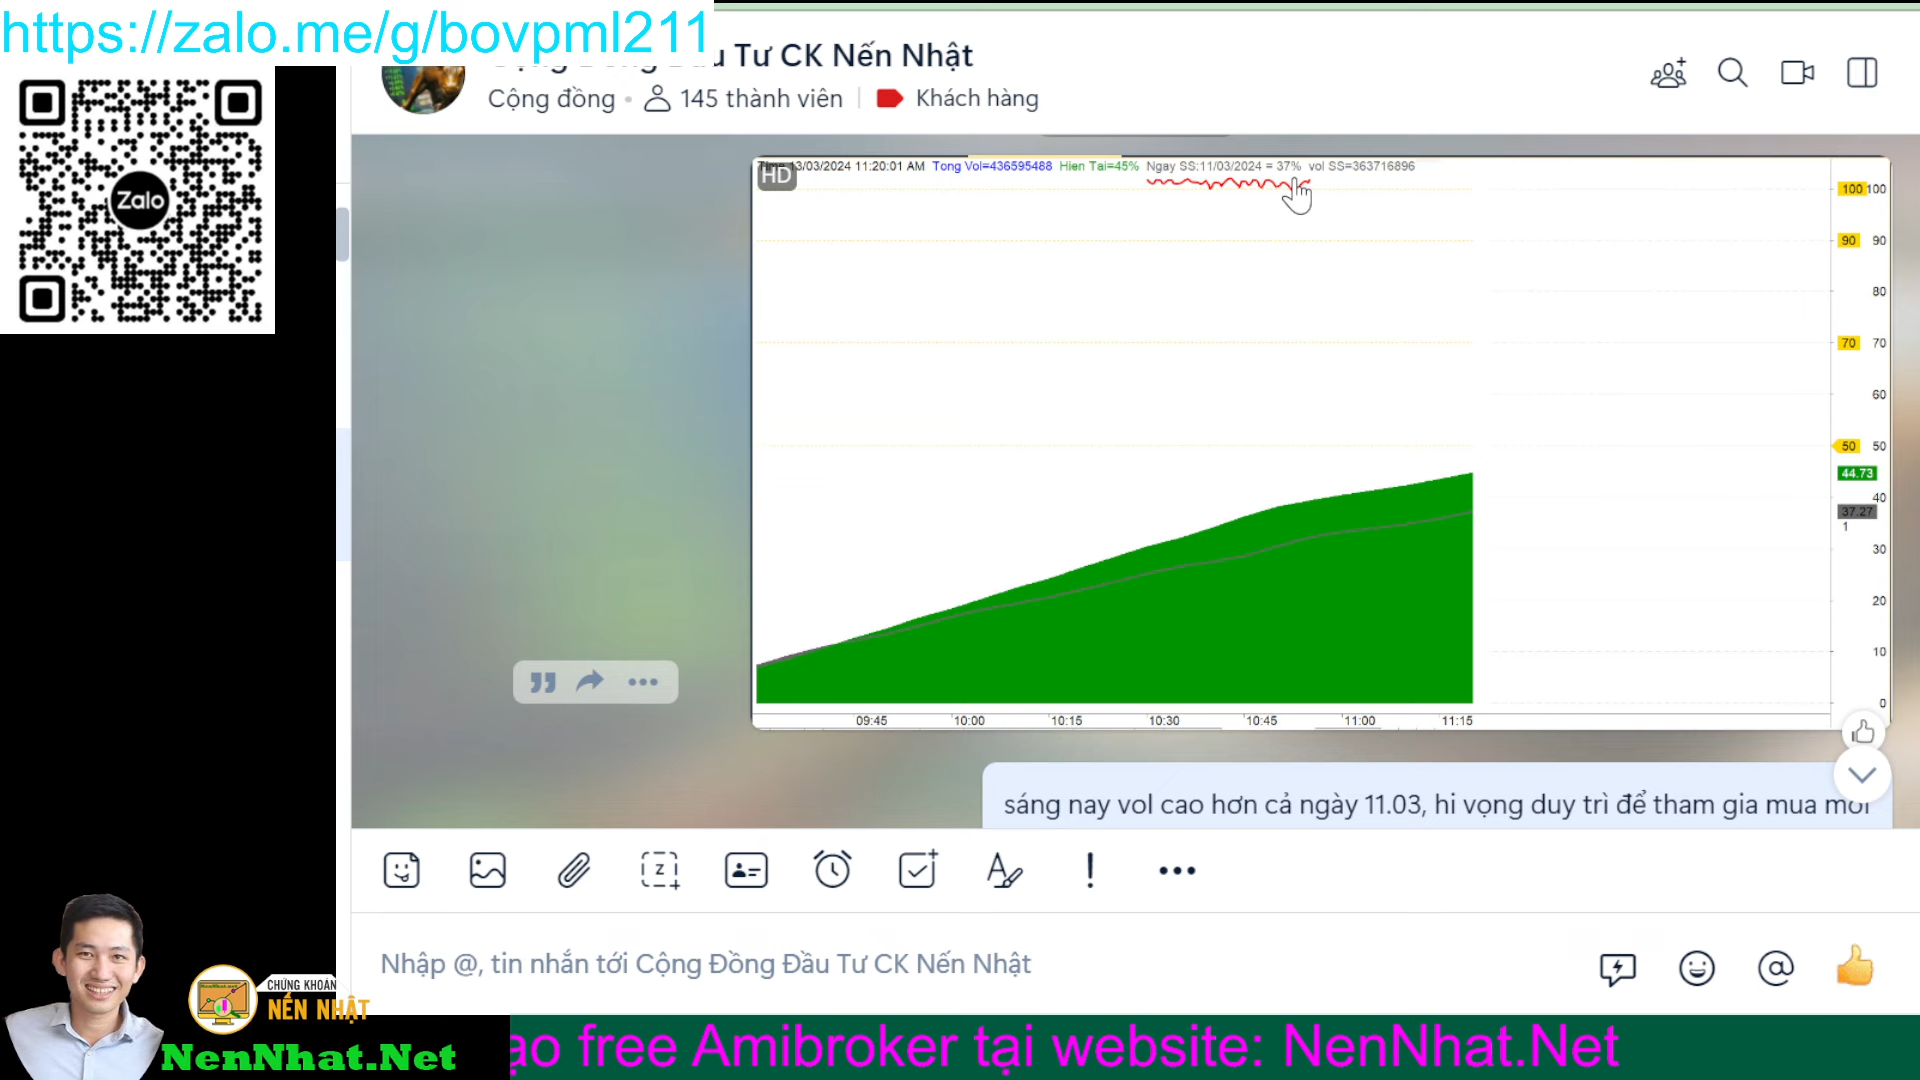 https://zalo.me/g/bovpml211
Tư CK Nến Nhật
Cộng đồng • 145 thành viên | Khách hàng
Zalo
HD
13/03/2024 11:20:01 AM Tong Vol=436595488 Hien Tai=45% Ngay SS:11/03/2024 = 37% vol SS=363716896
100 100
90 90
80
70 70
60
50 50
44.73
40
37.27
1
30
20
10
0
09:45 10:00 10:15 10:30 10:45 11:00 11:15
sáng nay vol cao hơn cả ngày 11.03, hi vọng duy trì để tham gia mua mới
Nhập @, tin nhắn tới Cộng Đồng Đầu Tư CK Nến Nhật
CHỨNG KHOÁN
NẾN NHẬT
NenNhat.Net
free Amibroker tại website: NenNhat.Net